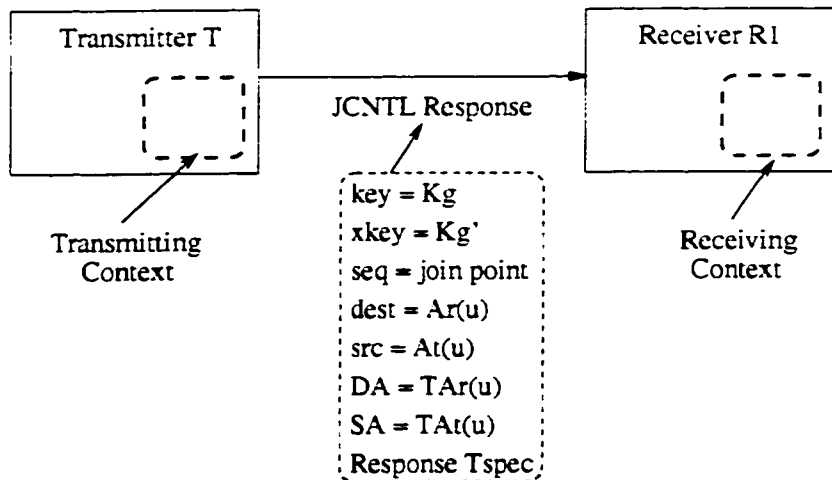 Transmitter T
Receiver R1
JCNTL Response
key = Kg
xkey = Kg'
seq = join point
dest = Ar(u)
src = At(u)
DA = TAr(u)
SA = TAt(u)
Response Tspec
Transmitting
Context
Receiving
Context